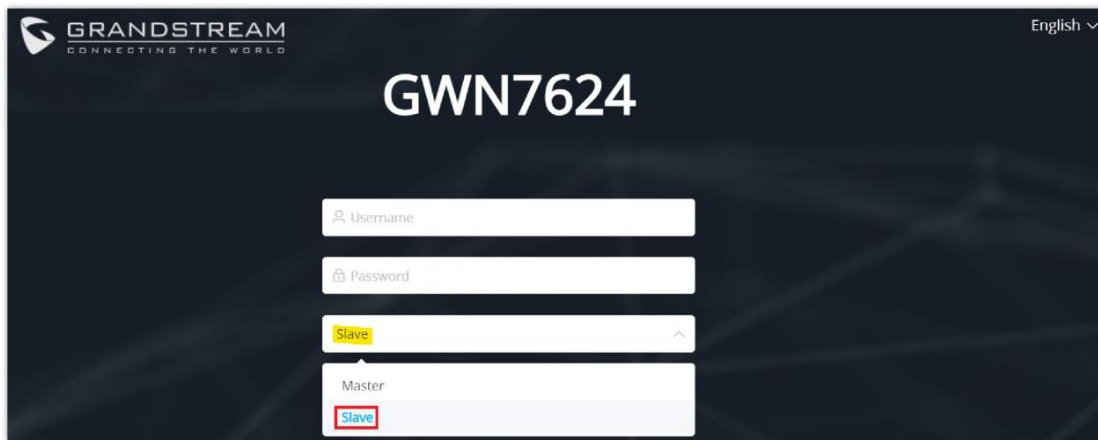 GRANDSTREAM
CONNECTING THE WORLD
English
GWN7624
Username
Password
Slave
Master
Slave